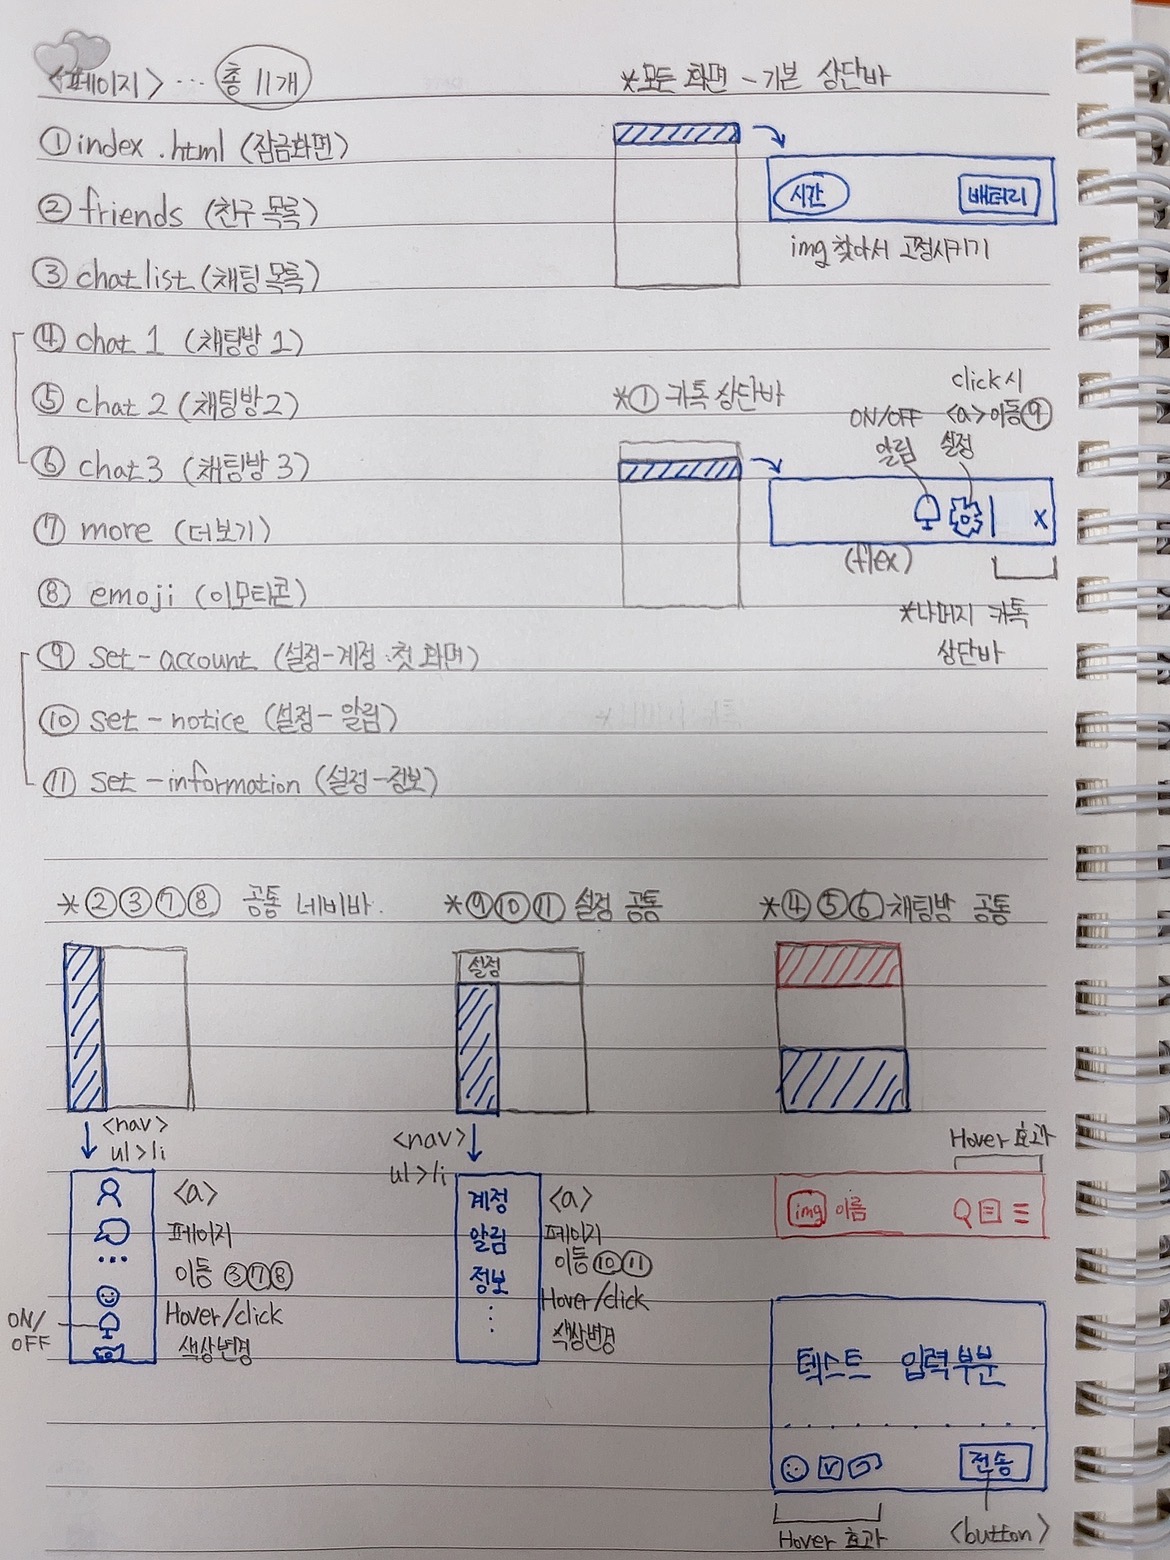 <페이지> ... 총 11개
① index.html (잠금화면)
② friends (친구 목록)
③ chatlist (채팅 목록)
④ chat 1 (채팅방 1)
⑤ chat 2 (채팅방 2)
⑥ chat 3 (채팅방 3)
⑦ more (더보기)
⑧ emoji (이모티콘)
⑨ set-account (설정-계정·첫 화면)
⑩ set-notice (설정-알림)
⑪ set-information (설정-정보)
*모든 화면 - 기본 상단바
시간
배터리
img 찾아서 고정시키기
*① 카톡 상단바
click시
ON/OFF <a>이동⑨
알림 설정
X
(flex)
*나머지 카톡
상단바
*②③⑦⑧ 공통 네비바.
<nav>
ul>li
<a>
페이지
이동 ③⑦⑧
Hover/click
색상변경
ON/
OFF
*⑨⑩⑪ 설정 공통
설정
<nav>
ul>li
계정
알림
정보
<a>
페이지
이동 ⑩⑪
Hover/click
색상변경
*④⑤⑥ 채팅방 공통
Hover 효과
img 이름
텍스트 입력부분
전송
Hover 효과
<button>